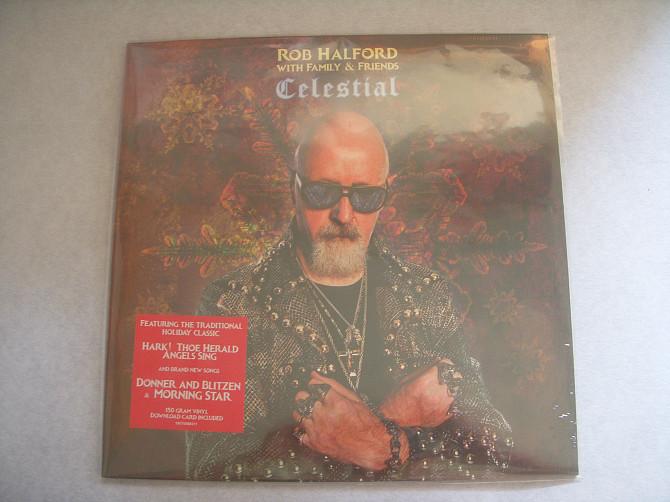 ROB HALFORD
WITH FAMILY & FRIENDS
Celestial
FEATURING THE TRADITIONAL
HOLIDAY CLASSIC
HARK! THOE HERALD
ANGELS SING
AND BRAND NEW SONGS
DONNER AND BLITZEN
& MORNING STAR
150 GRAM VINYL
DOWNLOAD CARD INCLUDED